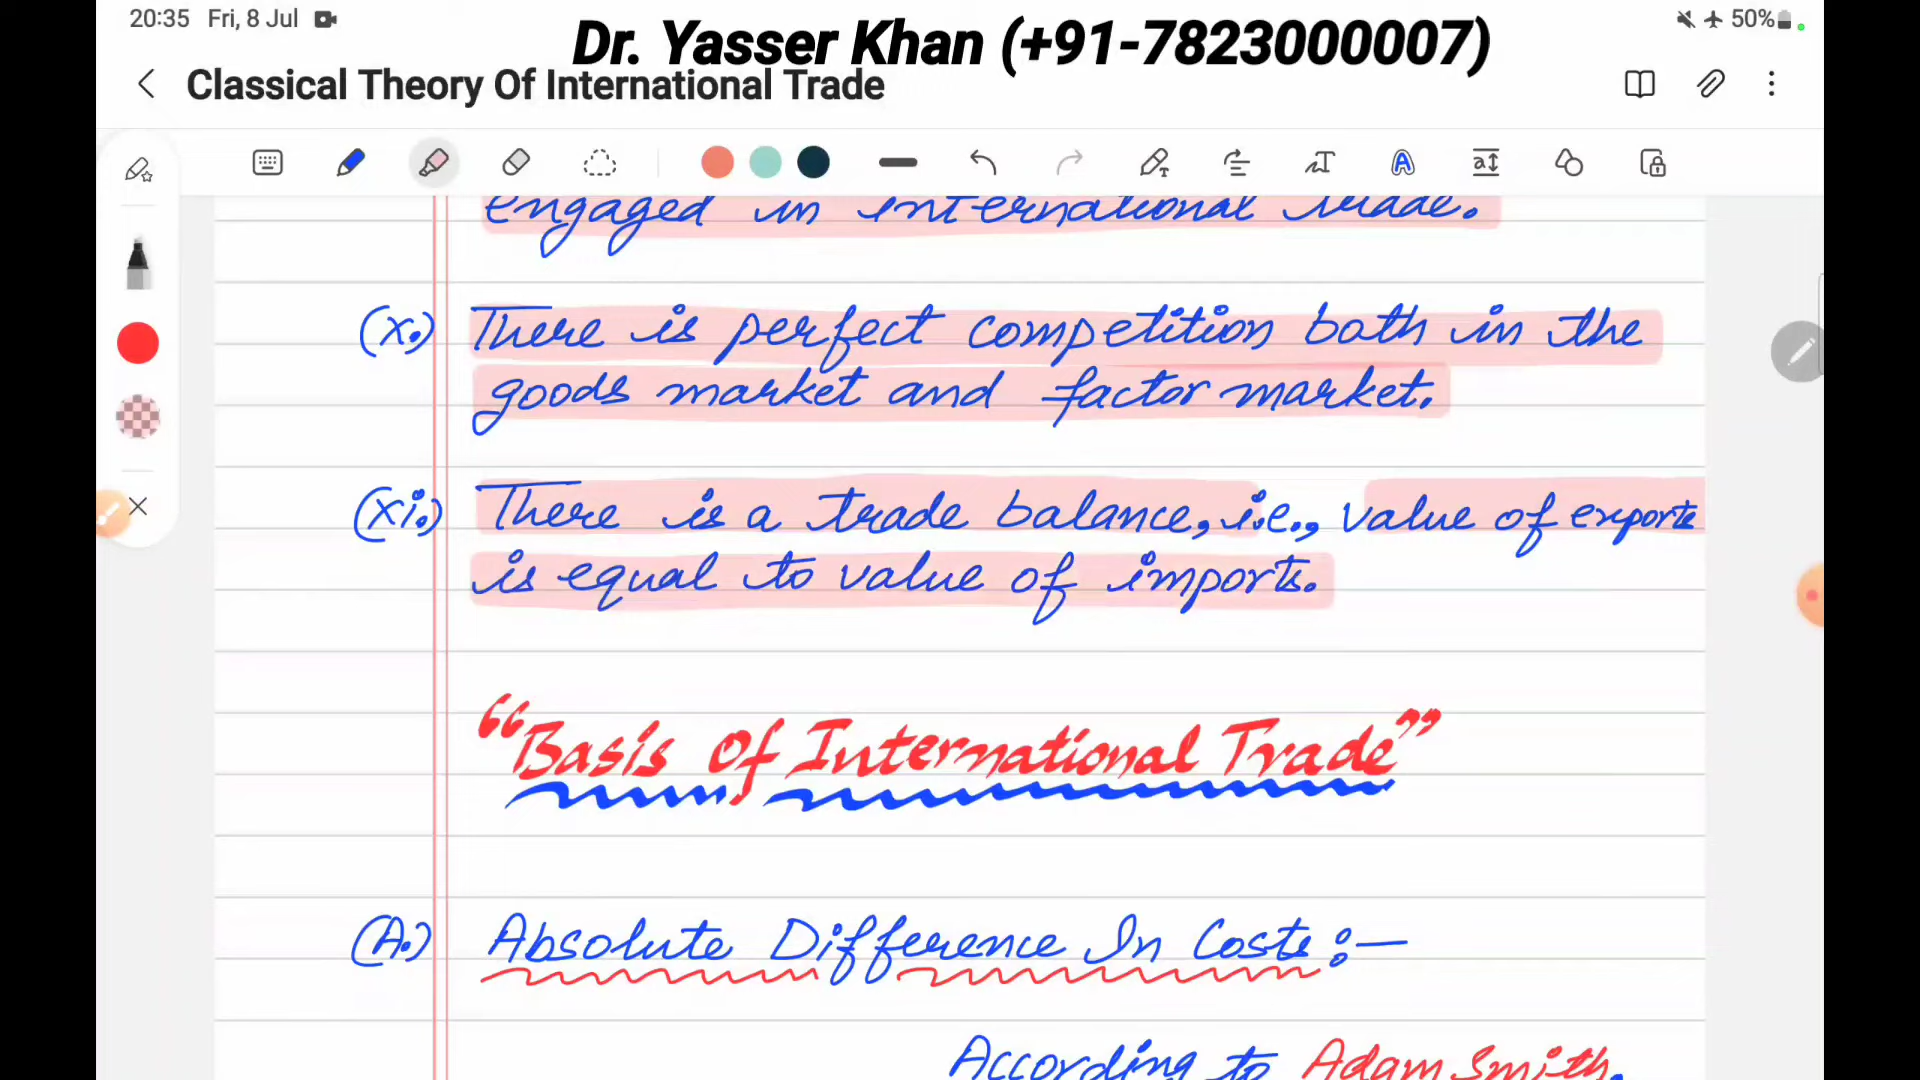 20:35 Fri, 8 Jul
50%
Dr. Yasser Khan (+91-7823000007)
Classical Theory Of International Trade
engaged in International trade.
(x.) There is perfect competition both in the
goods market and factor market.
(xi.) There is a trade balance, i.e., value of exports
is equal to value of imports.
“Basis Of International Trade”
(A.) Absolute Difference In Costs :—
According to Adam Smith,